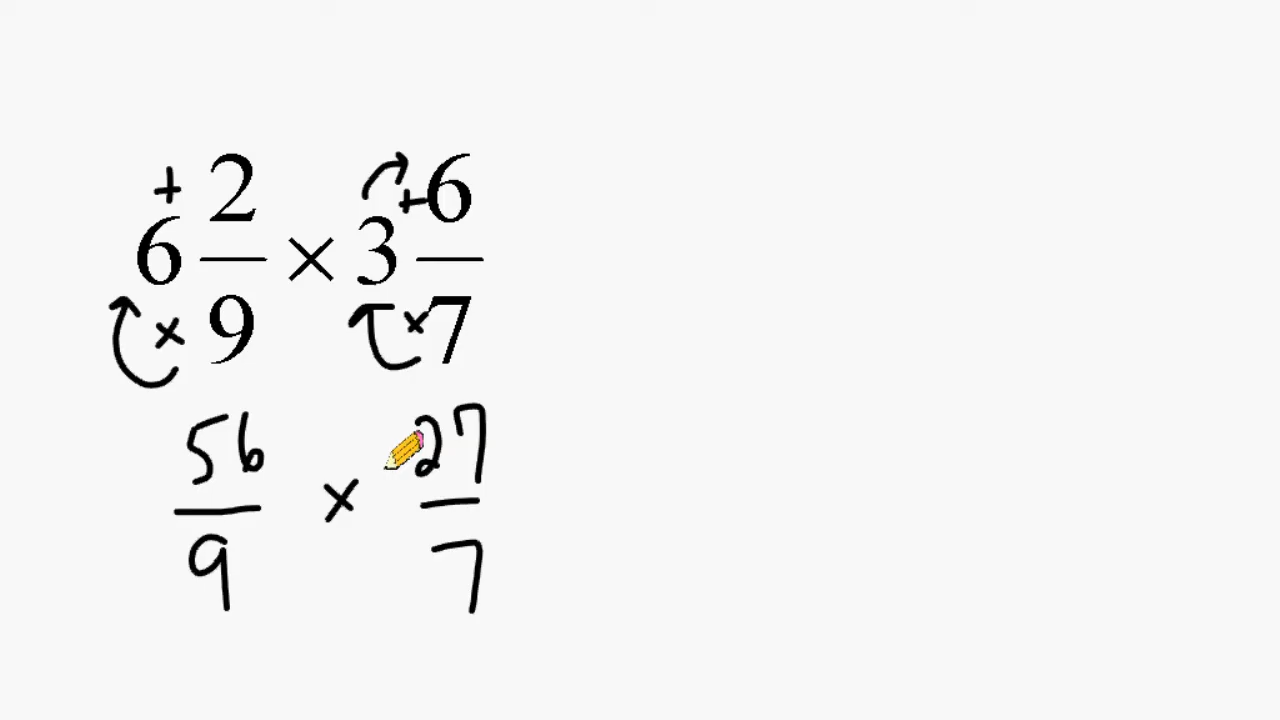 + 2 + 6
6 — × 3 —
× 9 × 7
56 27
— × —
9 7